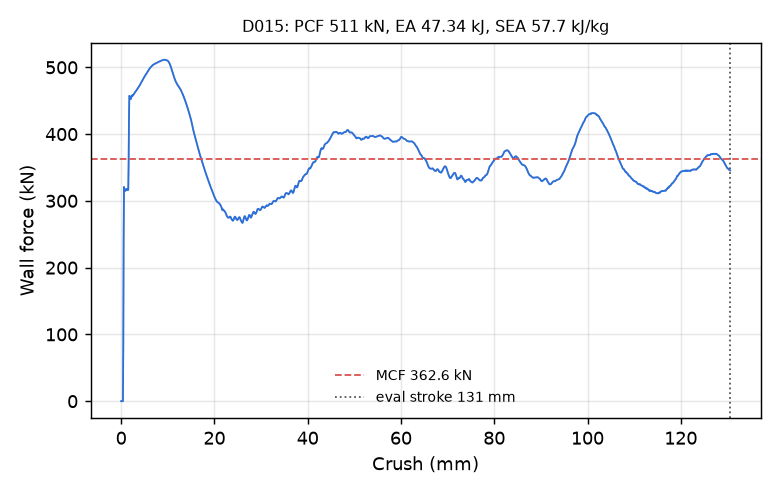 D015: PCF 511 kN, EA 47.34 kJ, SEA 57.7 kJ/kg
Wall force (kN)
500
400
300
200
100
0
MCF 362.6 kN
eval stroke 131 mm
0 20 40 60 80 100 120
Crush (mm)